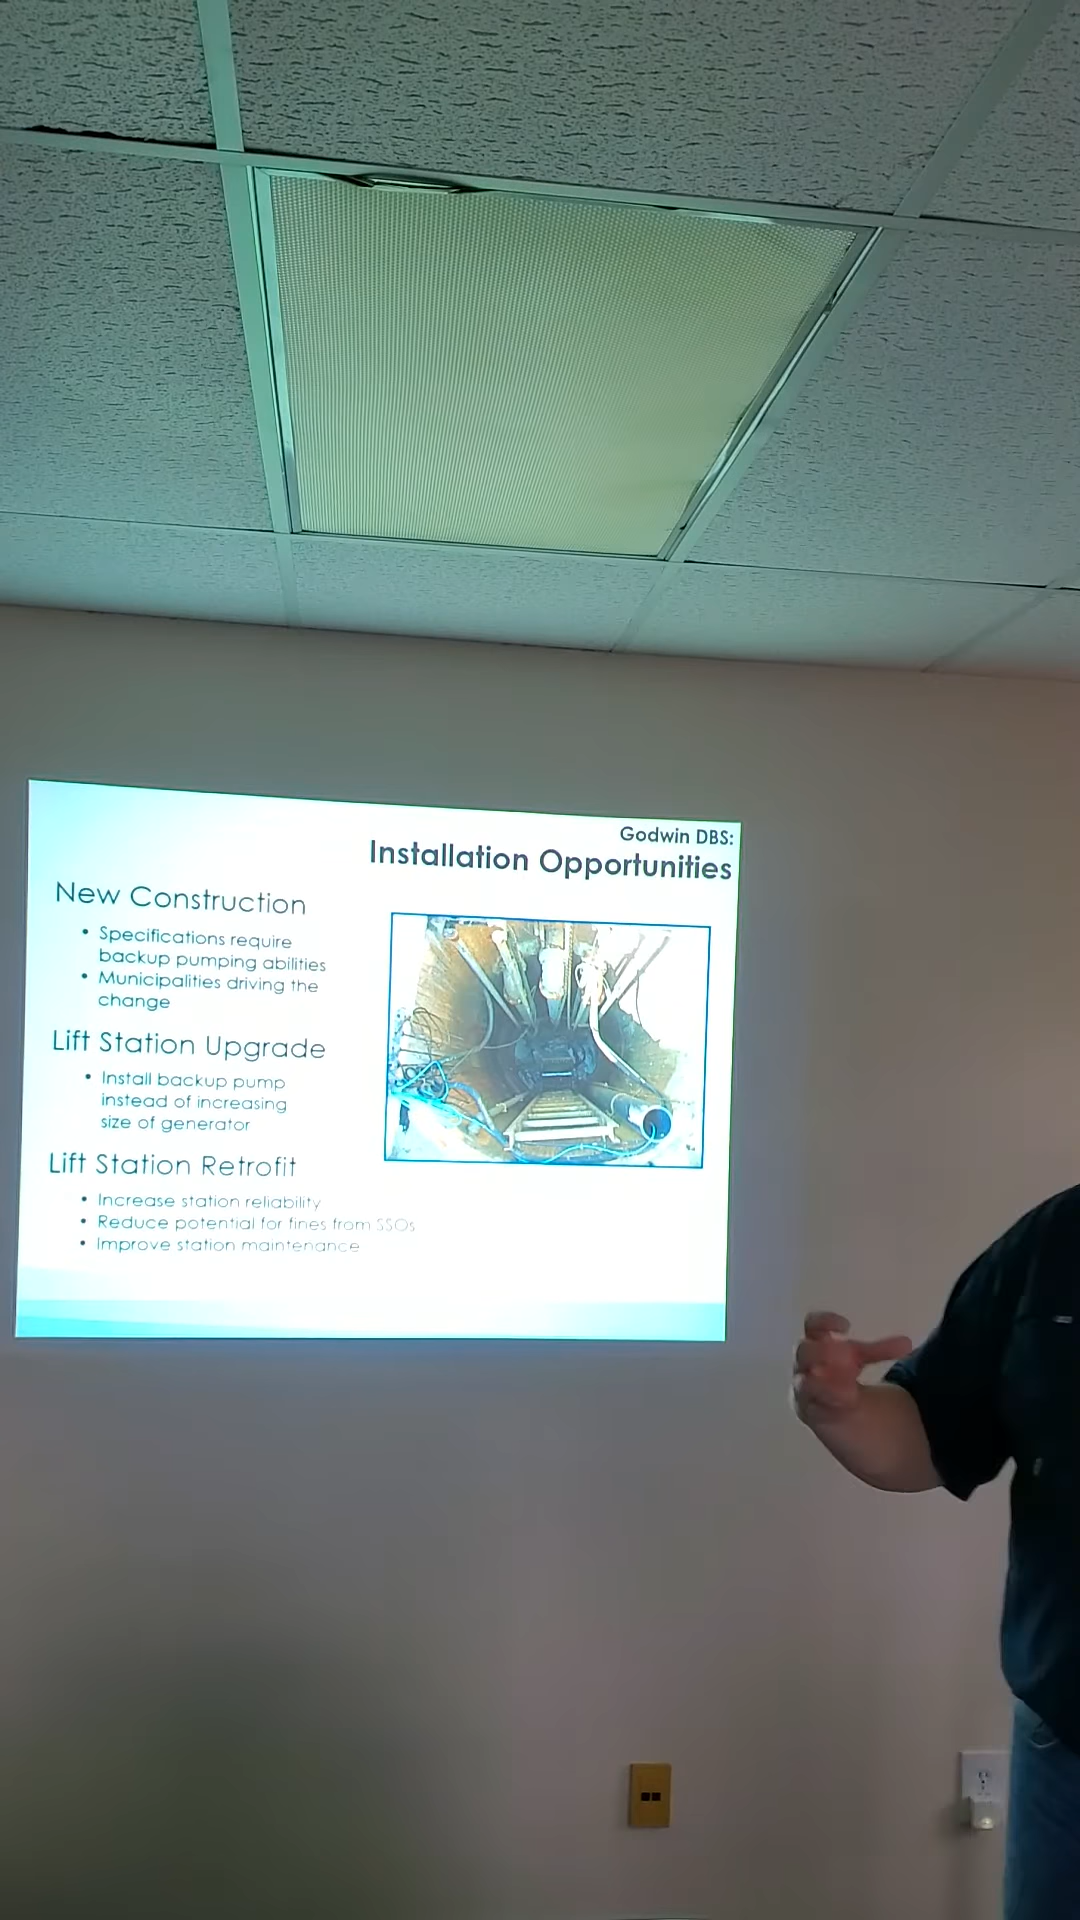 Godwin DBS:
Installation Opportunities
New Construction
• Specifications require
backup pumping abilities
• Municipalities driving the
change
Lift Station Upgrade
• Install backup pump
instead of increasing
size of generator
Lift Station Retrofit
• Increase station reliability
• Reduce potential for fines from SSOs
• Improve station maintenance